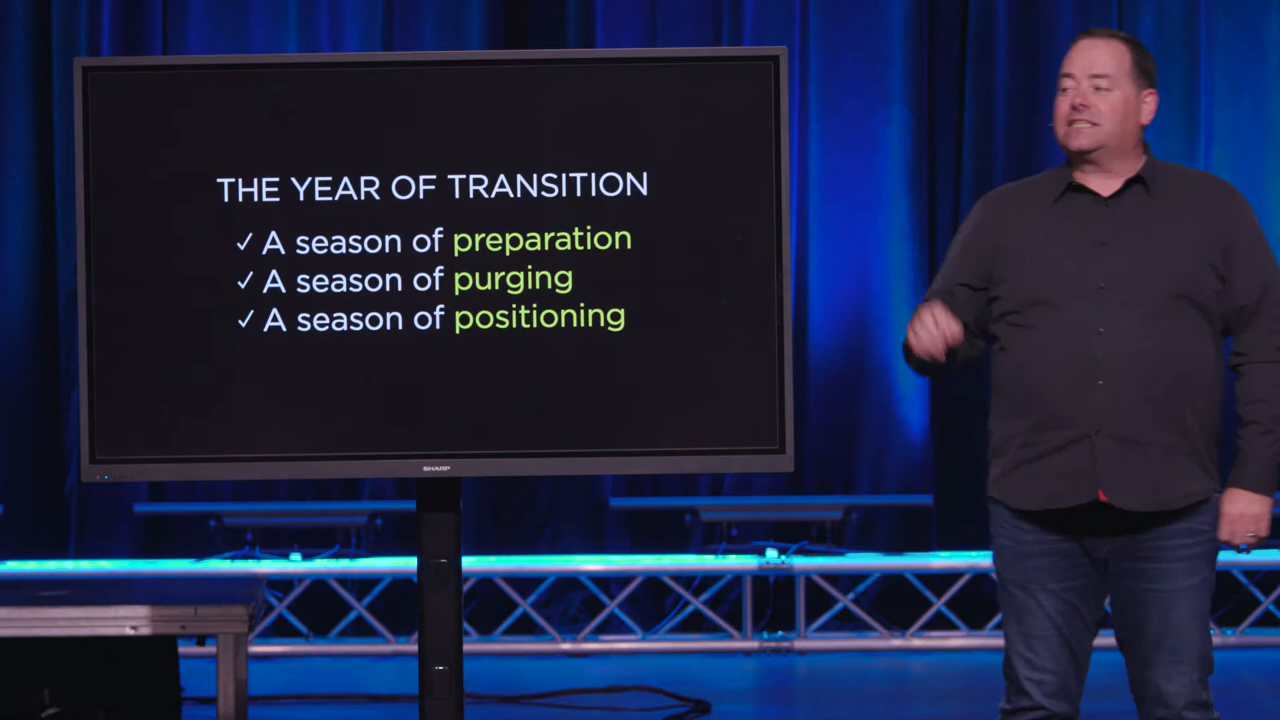 THE YEAR OF TRANSITION
✓ A season of preparation
✓ A season of purging
✓ A season of positioning
SHARP